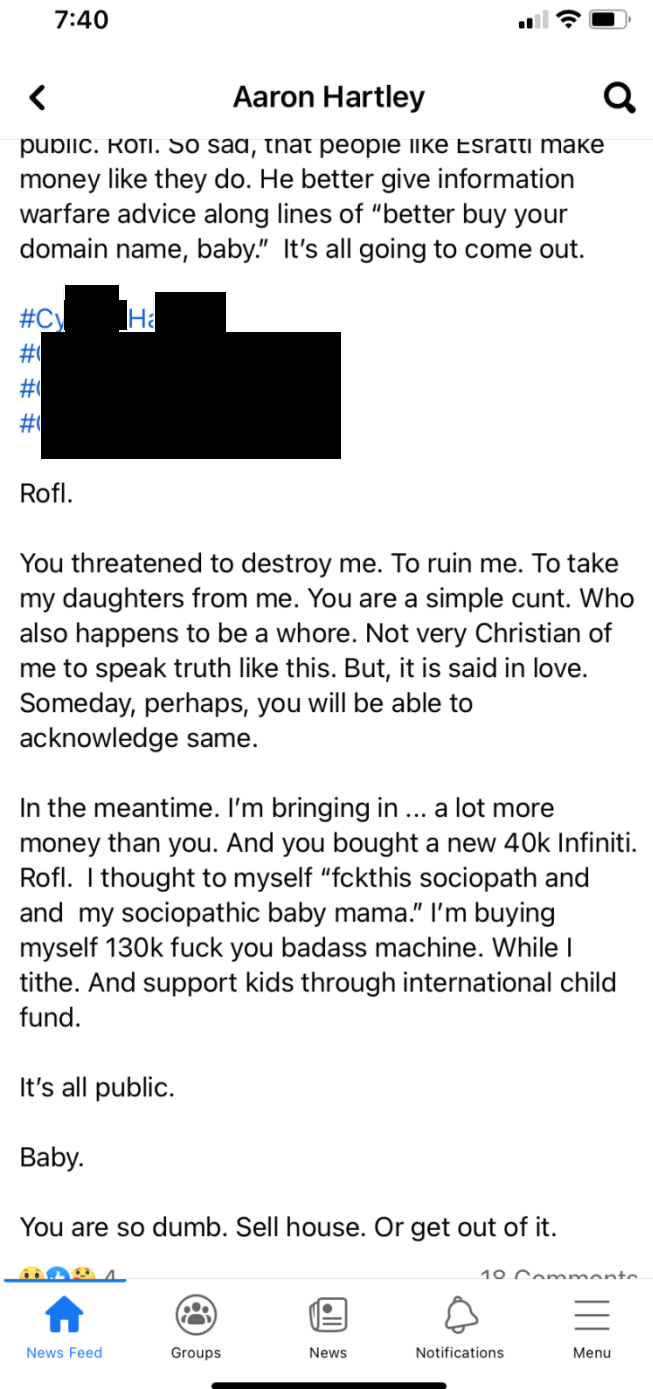 7:40
Aaron Hartley
public. Rofl. So sad, that people like Esratti make
money like they do. He better give information
warfare advice along lines of “better buy your
domain name, baby.”  It’s all going to come out.
#Cy Ha
#
#
#
Rofl.
You threatened to destroy me. To ruin me. To take
my daughters from me. You are a simple cunt. Who
also happens to be a whore. Not very Christian of
me to speak truth like this. But, it is said in love.
Someday, perhaps, you will be able to
acknowledge same.
In the meantime. I’m bringing in ... a lot more
money than you. And you bought a new 40k Infiniti.
Rofl.  I thought to myself “fckthis sociopath and
and  my sociopathic baby mama.” I’m buying
myself 130k fuck you badass machine. While I
tithe. And support kids through international child
fund.
It’s all public.
Baby.
You are so dumb. Sell house. Or get out of it.
4 18 Comments
News Feed Groups News Notifications Menu